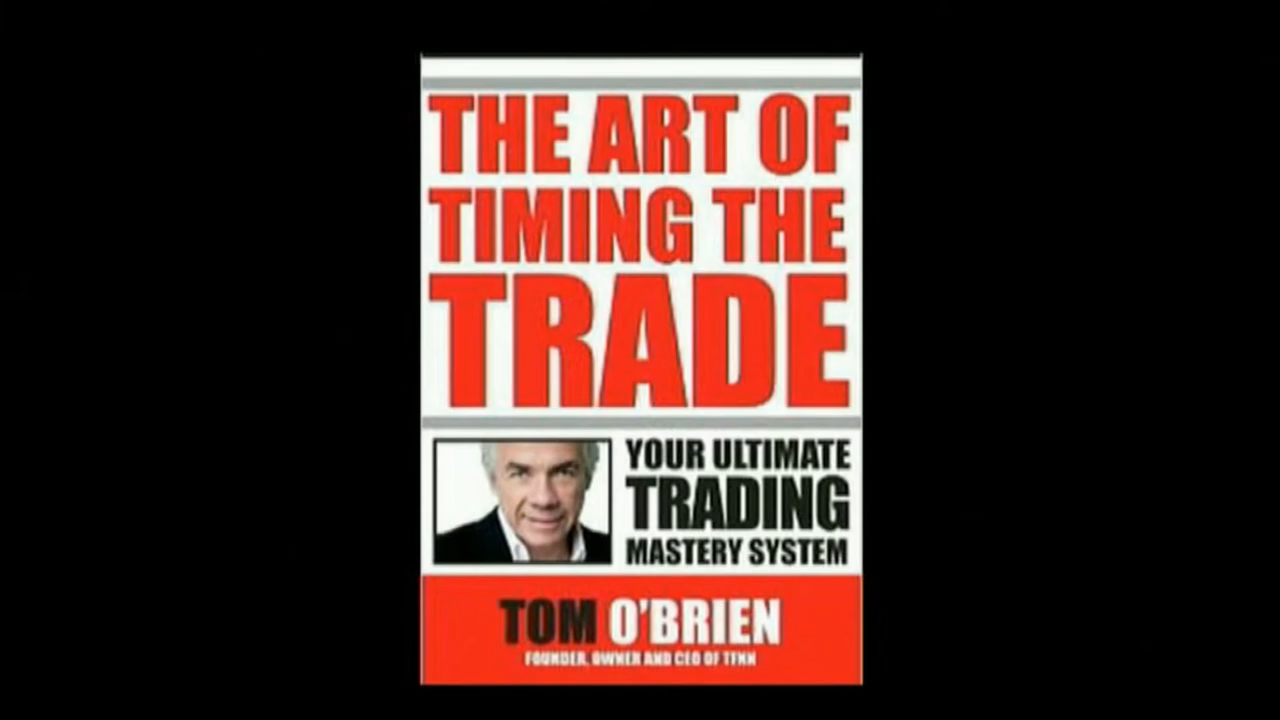 THE ART OF
TIMING THE
TRADE
YOUR ULTIMATE
TRADING
MASTERY SYSTEM
TOM O'BRIEN
FOUNDER, OWNER AND CEO OF TFNN